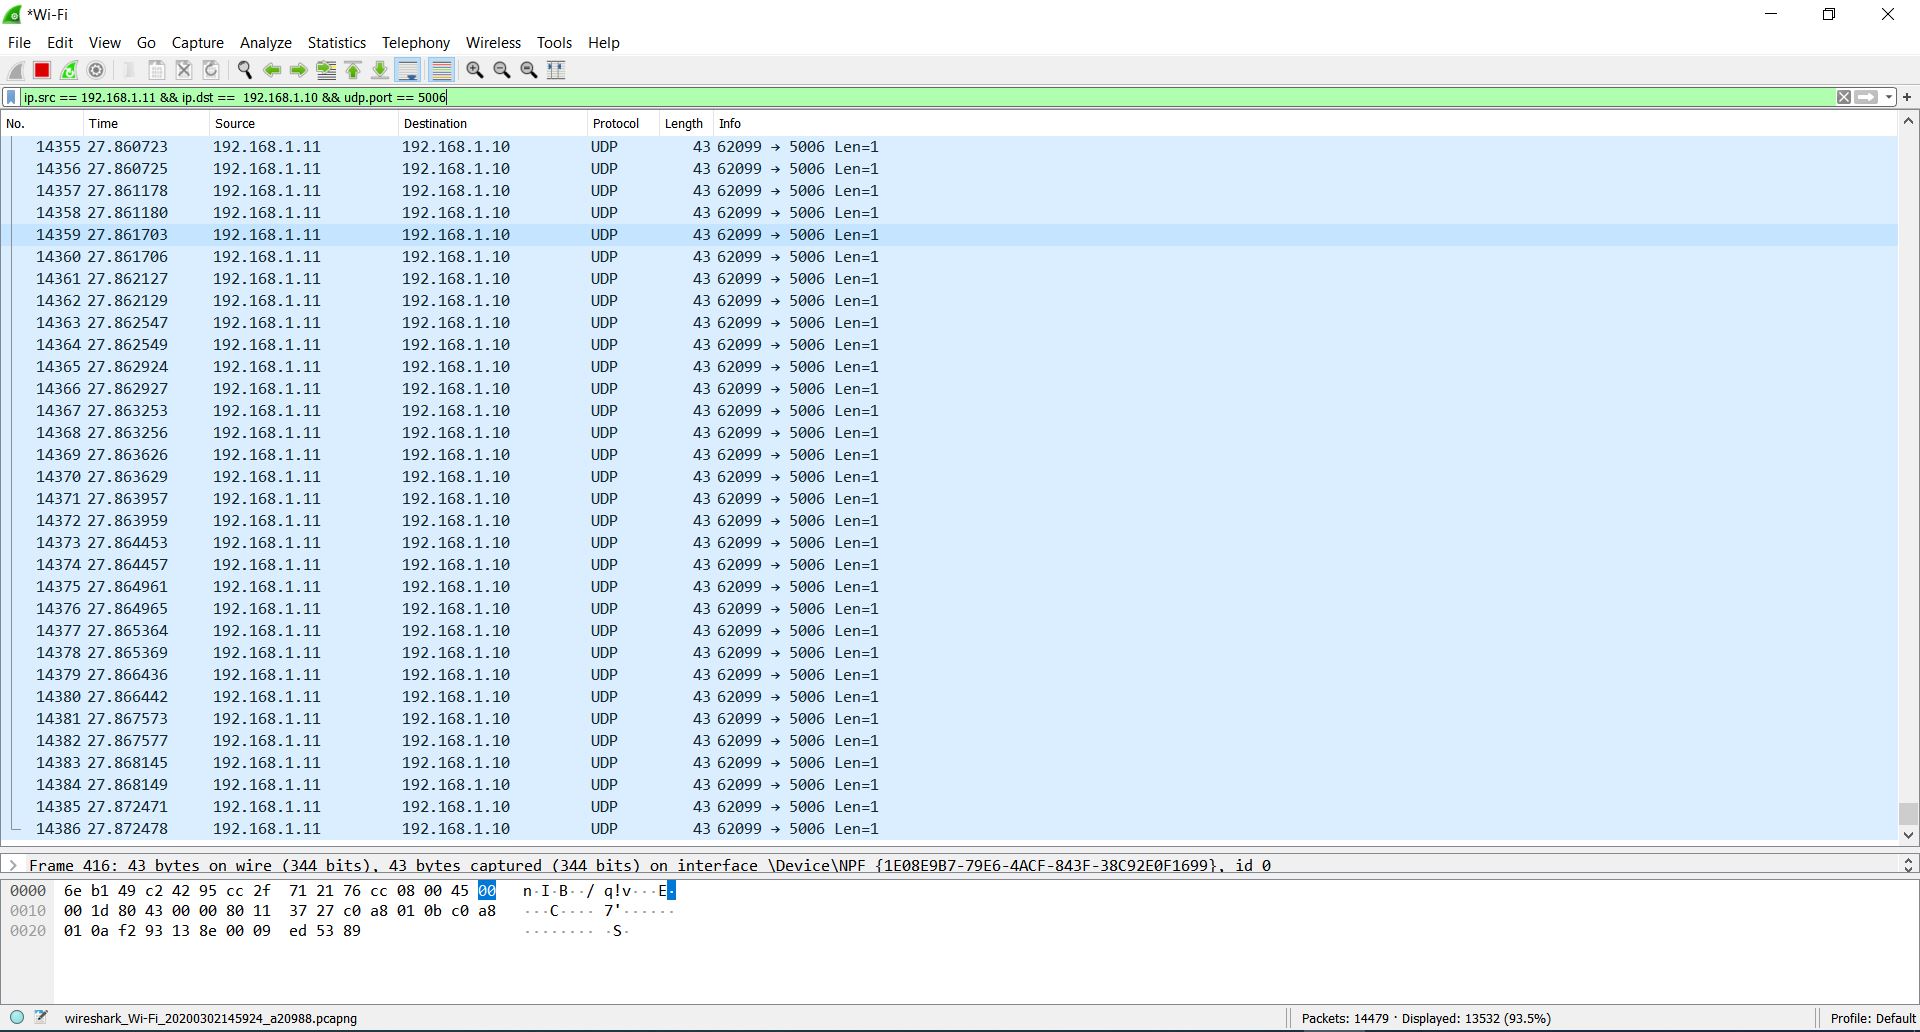 *Wi-Fi
File Edit View Go Capture Analyze Statistics Telephony Wireless Tools Help
ip.src == 192.168.1.11 && ip.dst ==  192.168.1.10 && udp.port == 5006
No. Time Source Destination Protocol Length Info
14355 27.860723 192.168.1.11 192.168.1.10 UDP 43 62099 → 5006 Len=1
14356 27.860725 192.168.1.11 192.168.1.10 UDP 43 62099 → 5006 Len=1
14357 27.861178 192.168.1.11 192.168.1.10 UDP 43 62099 → 5006 Len=1
14358 27.861180 192.168.1.11 192.168.1.10 UDP 43 62099 → 5006 Len=1
14359 27.861703 192.168.1.11 192.168.1.10 UDP 43 62099 → 5006 Len=1
14360 27.861706 192.168.1.11 192.168.1.10 UDP 43 62099 → 5006 Len=1
14361 27.862127 192.168.1.11 192.168.1.10 UDP 43 62099 → 5006 Len=1
14362 27.862129 192.168.1.11 192.168.1.10 UDP 43 62099 → 5006 Len=1
14363 27.862547 192.168.1.11 192.168.1.10 UDP 43 62099 → 5006 Len=1
14364 27.862549 192.168.1.11 192.168.1.10 UDP 43 62099 → 5006 Len=1
14365 27.862924 192.168.1.11 192.168.1.10 UDP 43 62099 → 5006 Len=1
14366 27.862927 192.168.1.11 192.168.1.10 UDP 43 62099 → 5006 Len=1
14367 27.863253 192.168.1.11 192.168.1.10 UDP 43 62099 → 5006 Len=1
14368 27.863256 192.168.1.11 192.168.1.10 UDP 43 62099 → 5006 Len=1
14369 27.863626 192.168.1.11 192.168.1.10 UDP 43 62099 → 5006 Len=1
14370 27.863629 192.168.1.11 192.168.1.10 UDP 43 62099 → 5006 Len=1
14371 27.863957 192.168.1.11 192.168.1.10 UDP 43 62099 → 5006 Len=1
14372 27.863959 192.168.1.11 192.168.1.10 UDP 43 62099 → 5006 Len=1
14373 27.864453 192.168.1.11 192.168.1.10 UDP 43 62099 → 5006 Len=1
14374 27.864457 192.168.1.11 192.168.1.10 UDP 43 62099 → 5006 Len=1
14375 27.864961 192.168.1.11 192.168.1.10 UDP 43 62099 → 5006 Len=1
14376 27.864965 192.168.1.11 192.168.1.10 UDP 43 62099 → 5006 Len=1
14377 27.865364 192.168.1.11 192.168.1.10 UDP 43 62099 → 5006 Len=1
14378 27.865369 192.168.1.11 192.168.1.10 UDP 43 62099 → 5006 Len=1
14379 27.866436 192.168.1.11 192.168.1.10 UDP 43 62099 → 5006 Len=1
14380 27.866442 192.168.1.11 192.168.1.10 UDP 43 62099 → 5006 Len=1
14381 27.867573 192.168.1.11 192.168.1.10 UDP 43 62099 → 5006 Len=1
14382 27.867577 192.168.1.11 192.168.1.10 UDP 43 62099 → 5006 Len=1
14383 27.868145 192.168.1.11 192.168.1.10 UDP 43 62099 → 5006 Len=1
14384 27.868149 192.168.1.11 192.168.1.10 UDP 43 62099 → 5006 Len=1
14385 27.872471 192.168.1.11 192.168.1.10 UDP 43 62099 → 5006 Len=1
14386 27.872478 192.168.1.11 192.168.1.10 UDP 43 62099 → 5006 Len=1
Frame 416: 43 bytes on wire (344 bits), 43 bytes captured (344 bits) on interface \Device\NPF_{1E08E9B7-79E6-4ACF-843F-38C92E0F1699}, id 0
0000 6e b1 49 c2 42 95 cc 2f 71 21 76 cc 08 00 45 00 n·I·B··/ q!v···E·
0010 00 1d 80 43 00 00 80 11 37 27 c0 a8 01 0b c0 a8 ···C···· 7'······
0020 01 0a f2 93 13 8e 00 09 ed 53 89 ········ ·S·
wireshark_Wi-Fi_20200302145924_a20988.pcapng Packets: 14479 · Displayed: 13532 (93.5%) Profile: Default